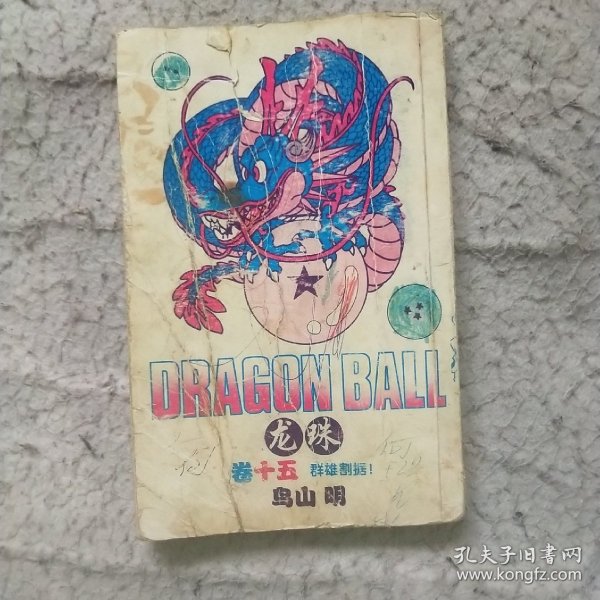 DRAGON BALL
龙珠
卷十五 群雄割据!
鸟山 明
孔夫子旧书网
www.kongfz.com